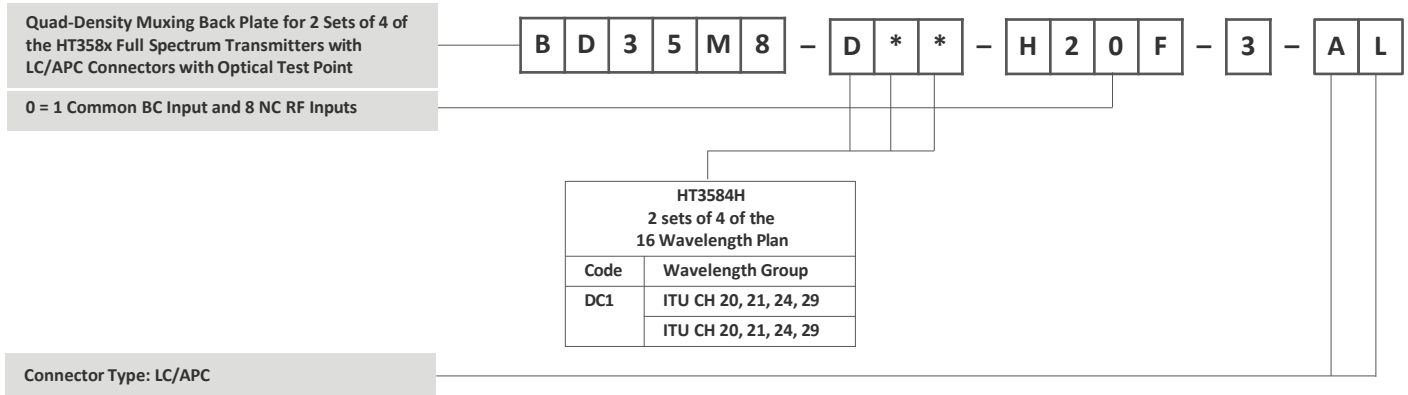 Quad-Density Muxing Back Plate for 2 Sets of 4 of
the HT358x Full Spectrum Transmitters with
LC/APC Connectors with Optical Test Point
B D 3 5 M 8 – D * * – H 2 0 F – 3 – A L
0 = 1 Common BC Input and 8 NC RF Inputs
HT3584H
2 sets of 4 of the
16 Wavelength Plan
Code Wavelength Group
DC1 ITU CH 20, 21, 24, 29
ITU CH 20, 21, 24, 29
Connector Type: LC/APC